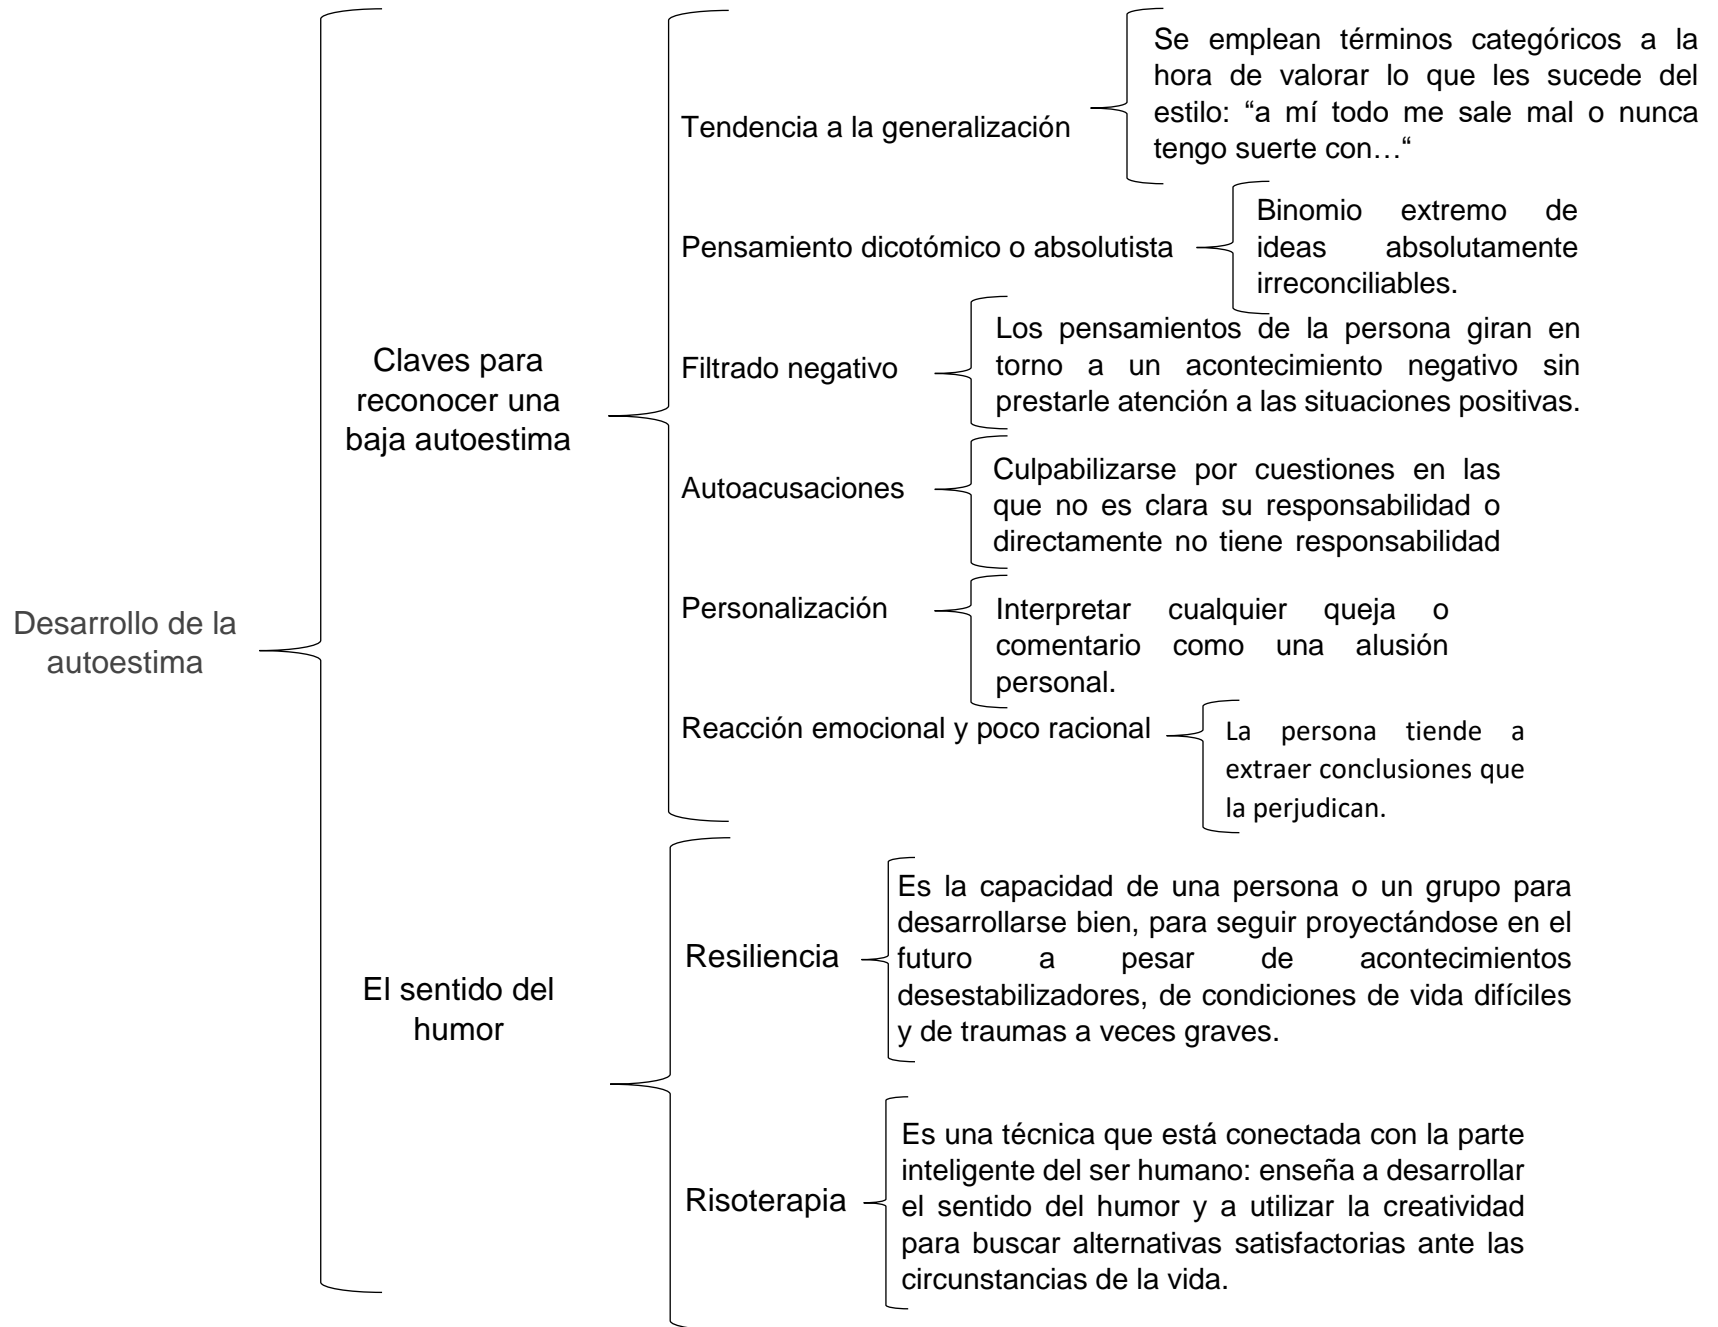 Desarrollo de la
autoestima
Claves para
reconocer una
baja autoestima
Tendencia a la generalización
Se emplean términos categóricos a la
hora de valorar lo que les sucede del
estilo: “a mí todo me sale mal o nunca
tengo suerte con…“
Pensamiento dicotómico o absolutista
Binomio extremo de
ideas absolutamente
irreconciliables.
Filtrado negativo
Los pensamientos de la persona giran en
torno a un acontecimiento negativo sin
prestarle atención a las situaciones positivas.
Autoacusaciones
Culpabilizarse por cuestiones en las
que no es clara su responsabilidad o
directamente no tiene responsabilidad
Personalización
Interpretar cualquier queja o
comentario como una alusión
personal.
Reacción emocional y poco racional
La persona tiende a
extraer conclusiones que
la perjudican.
El sentido del
humor
Resiliencia
Es la capacidad de una persona o un grupo para
desarrollarse bien, para seguir proyectándose en el
futuro a pesar de acontecimientos
desestabilizadores, de condiciones de vida difíciles
y de traumas a veces graves.
Risoterapia
Es una técnica que está conectada con la parte
inteligente del ser humano: enseña a desarrollar
el sentido del humor y a utilizar la creatividad
para buscar alternativas satisfactorias ante las
circunstancias de la vida.